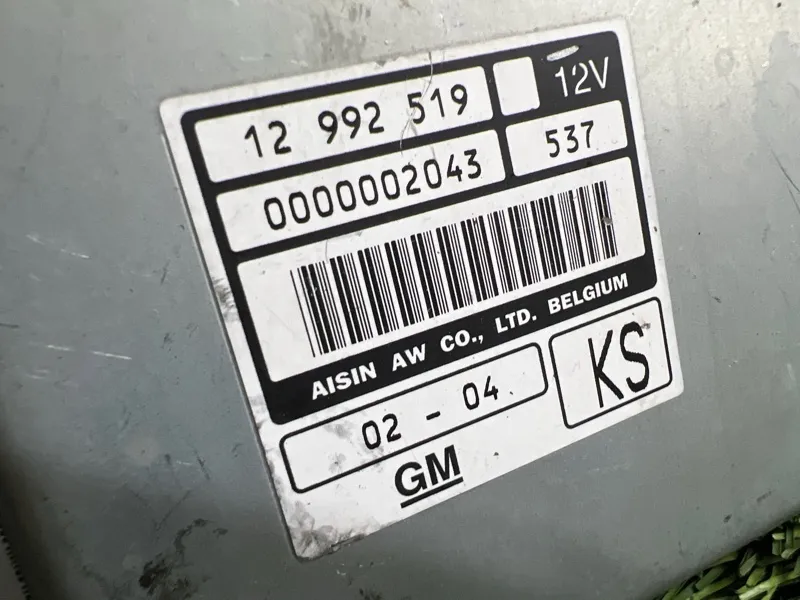 12 992 519 12V
0000002043 537
AISIN AW CO., LTD. BELGIUM
02 - 04 KS
GM